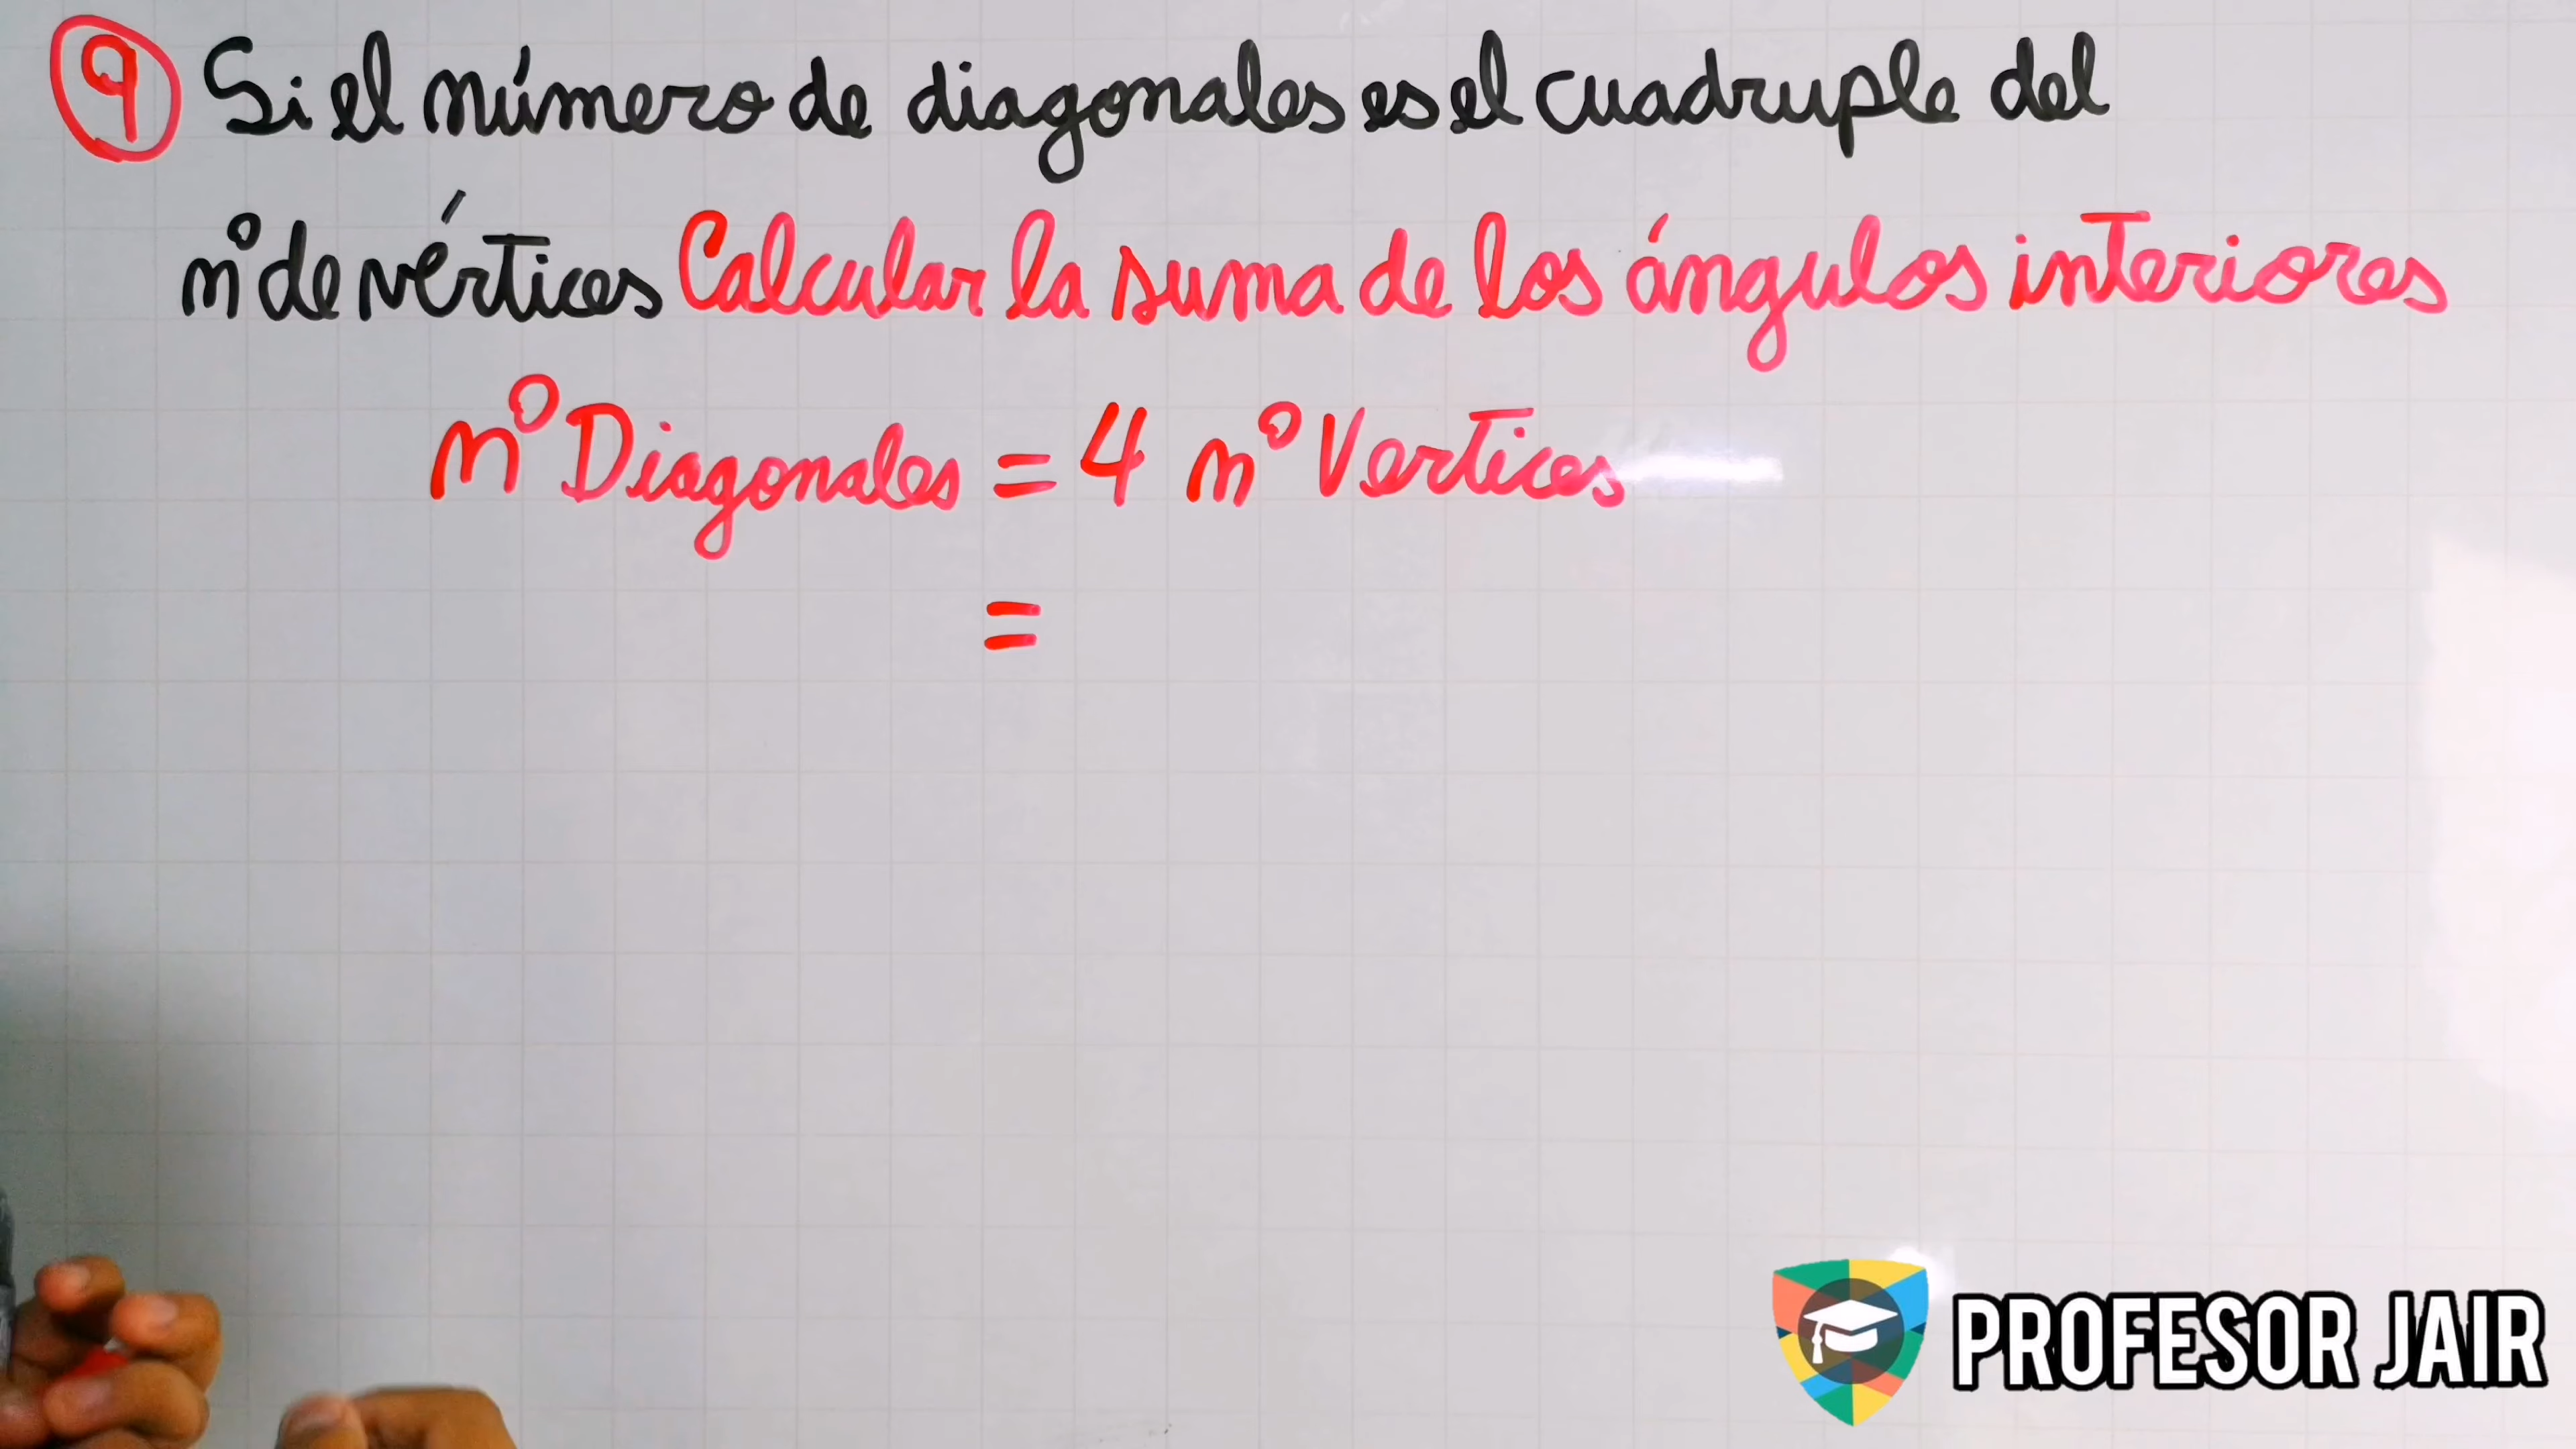 9 Si el número de diagonales es el cuadruple del
nº de vértices Calcular la suma de los ángulos interiores
nº Diagonales = 4 nº Vertices
=
PROFESOR JAIR